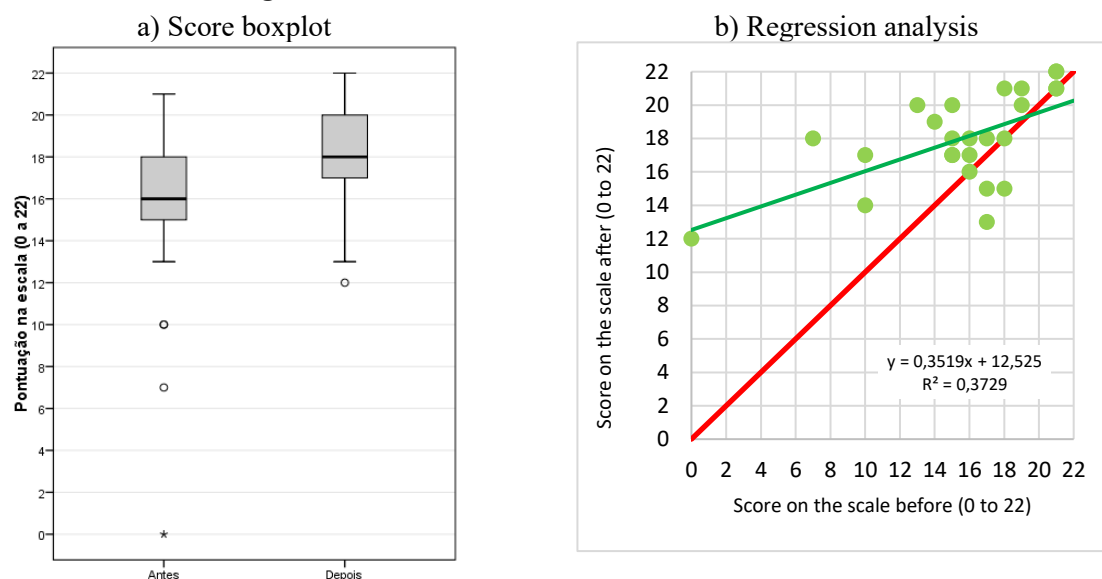 a) Score boxplot
b) Regression analysis
Pontuação na escala (0 a 22)
22
20
18
16
14
12
10
8
6
4
2
0
Antes
Depois
Score on the scale after (0 to 22)
22
20
18
16
14
12
10
8
6
4
2
0
y = 0,3519x + 12,525
R² = 0,3729
0 2 4 6 8 10 12 14 16 18 20 22
Score on the scale before (0 to 22)